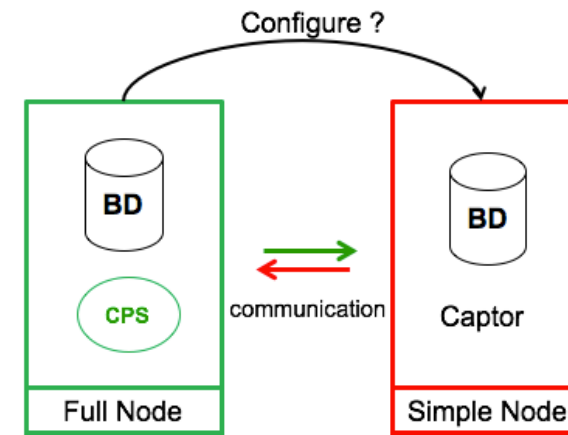 Configure ?
BD
BD
CPS
communication
Captor
Full Node
Simple Node